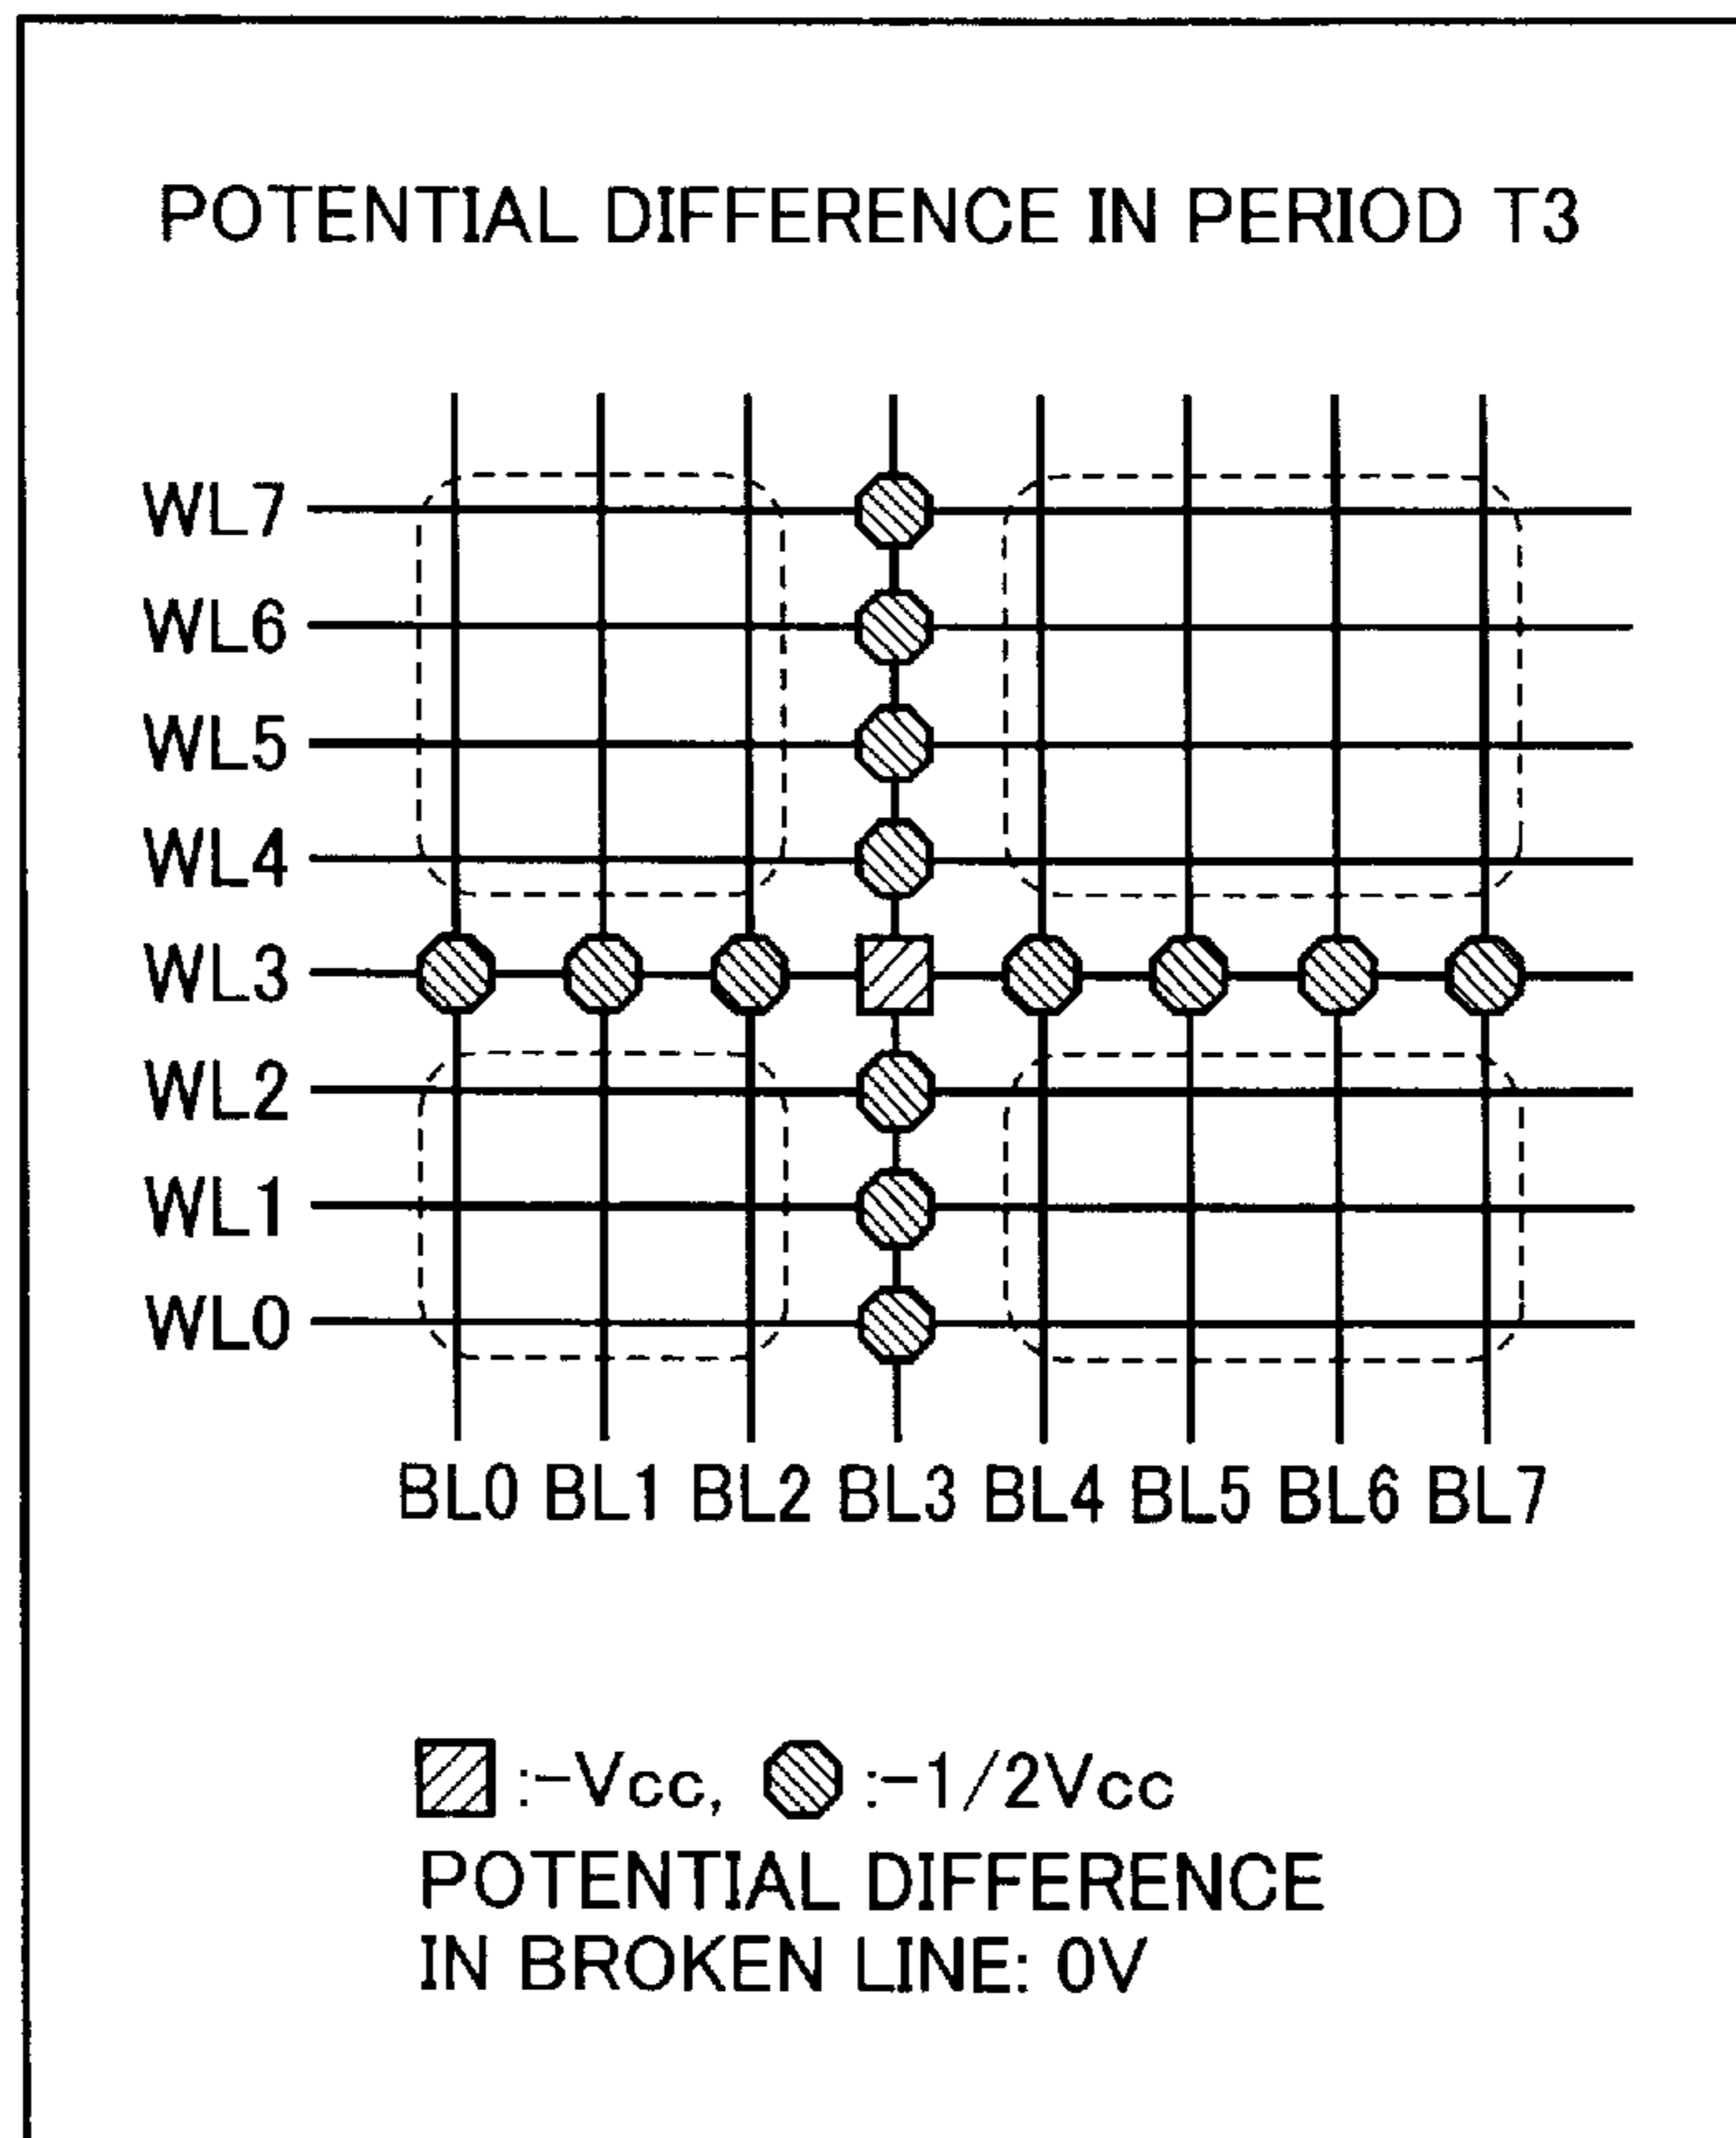 POTENTIAL DIFFERENCE IN PERIOD T3
WL7
WL6
WL5
WL4
WL3
WL2
WL1
WL0
BL0 BL1 BL2 BL3 BL4 BL5 BL6 BL7
:-Vcc, :-1/2Vcc
POTENTIAL DIFFERENCE
IN BROKEN LINE: 0V